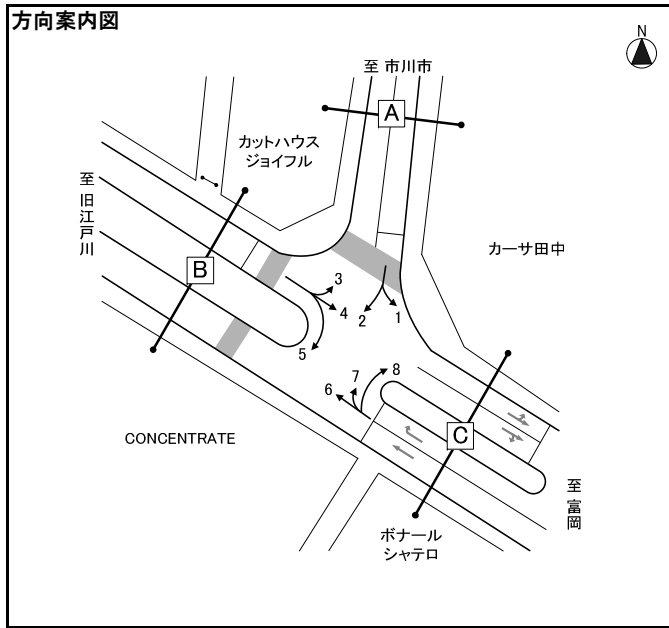 方向案内図
N
至 市川市
A
カットハウス
ジョイフル
至 旧江戸川
カーサ田中
B
3
4
5
2
1
6
7
8
C
CONCENTRATE
至 富岡
ボナール
シャテロ